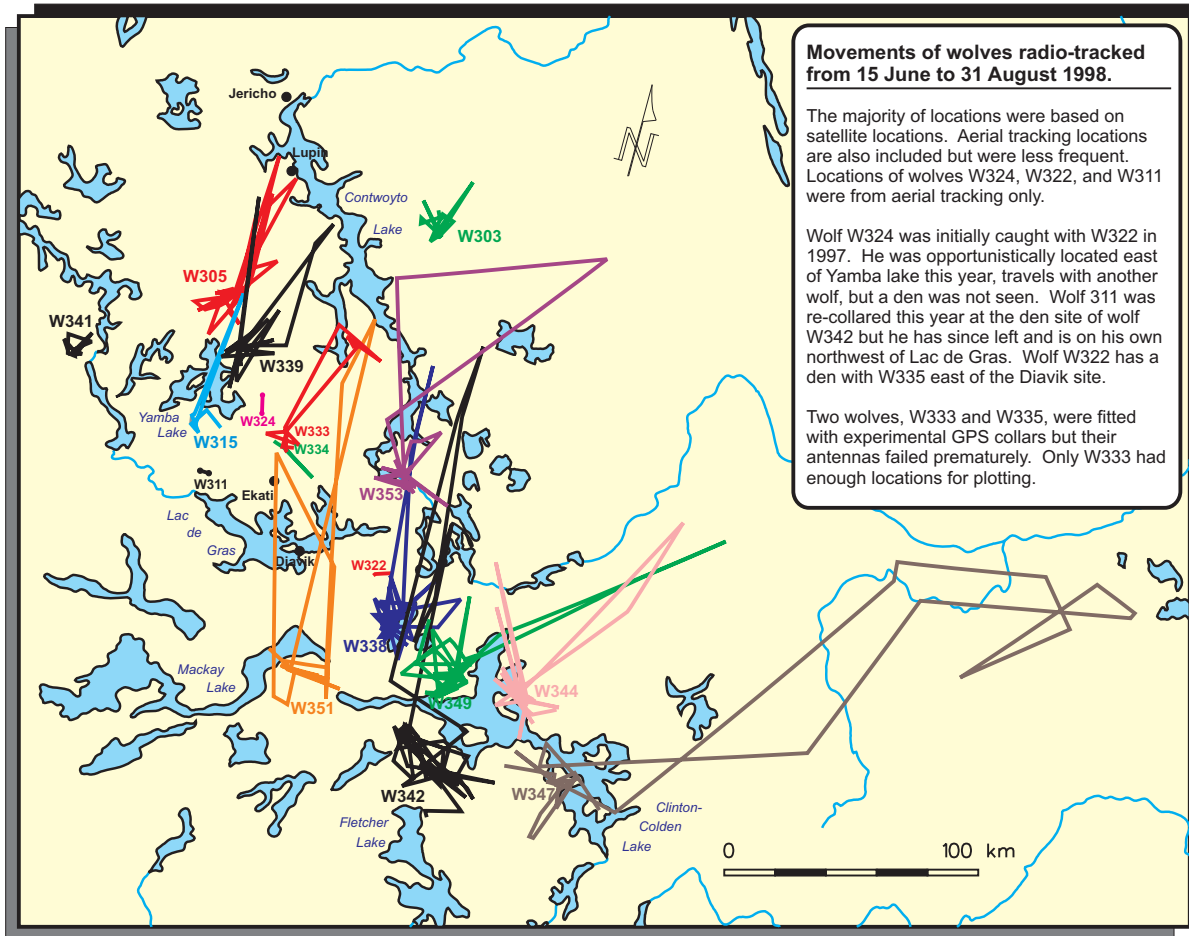 Movements of wolves radio-tracked
from 15 June to 31 August 1998.
The majority of locations were based on
satellite locations. Aerial tracking locations
are also included but were less frequent.
Locations of wolves W324, W322, and W311
were from aerial tracking only.
Wolf W324 was initially caught with W322 in
1997. He was opportunistically located east
of Yamba lake this year, travels with another
wolf, but a den was not seen. Wolf 311 was
re-collared this year at the den site of wolf
W342 but he has since left and is on his own
northwest of Lac de Gras. Wolf W322 has a
den with W335 east of the Diavik site.
Two wolves, W333 and W335, were fitted
with experimental GPS collars but their
antennas failed prematurely. Only W333 had
enough locations for plotting.
Jericho
Lupin
N
Contwoyto
Lake
W303
W305
W341
W339
Yamba
Lake
W315
W324
W333
W334
W311
Ekati
W353
Lac
de
Gras
Diavik
W322
W338
Mackay
Lake
W351
W349
W344
W342
W347
Fletcher
Lake
Clinton-
Colden
Lake
0 100 km